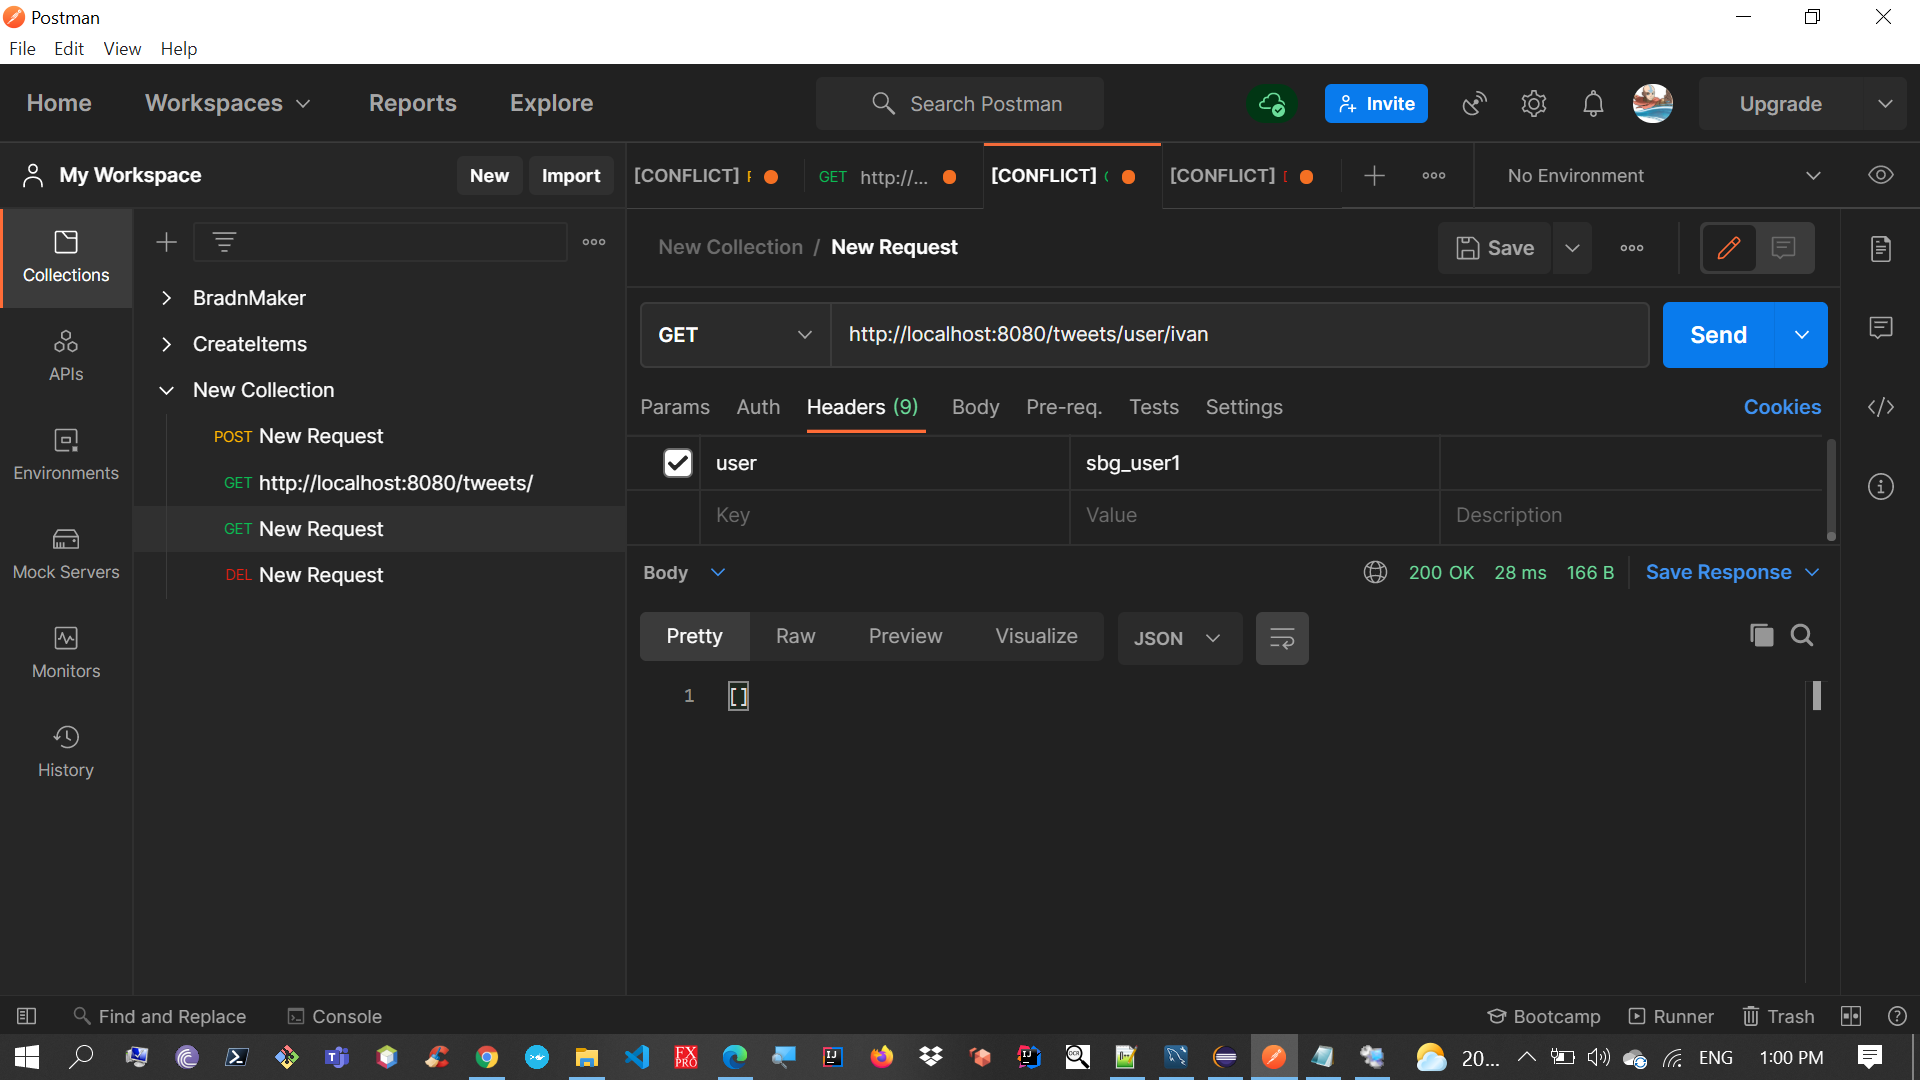 Postman
File Edit View Help
Home Workspaces Reports Explore Search Postman Invite Upgrade
My Workspace New Import [CONFLICT] GET http://... [CONFLICT] [CONFLICT] No Environment
Collections
APIs
Environments
Mock Servers
Monitors
History
BradnMaker
CreateItems
New Collection
POST New Request
GET http://localhost:8080/tweets/
GET New Request
DEL New Request
New Collection / New Request Save
GET http://localhost:8080/tweets/user/ivan Send
Params Auth Headers (9) Body Pre-req. Tests Settings Cookies
user sbg_user1
Key Value Description
Body 200 OK 28 ms 166 B Save Response
Pretty Raw Preview Visualize JSON
1 []
Find and Replace Console Bootcamp Runner Trash
20... ENG 1:00 PM